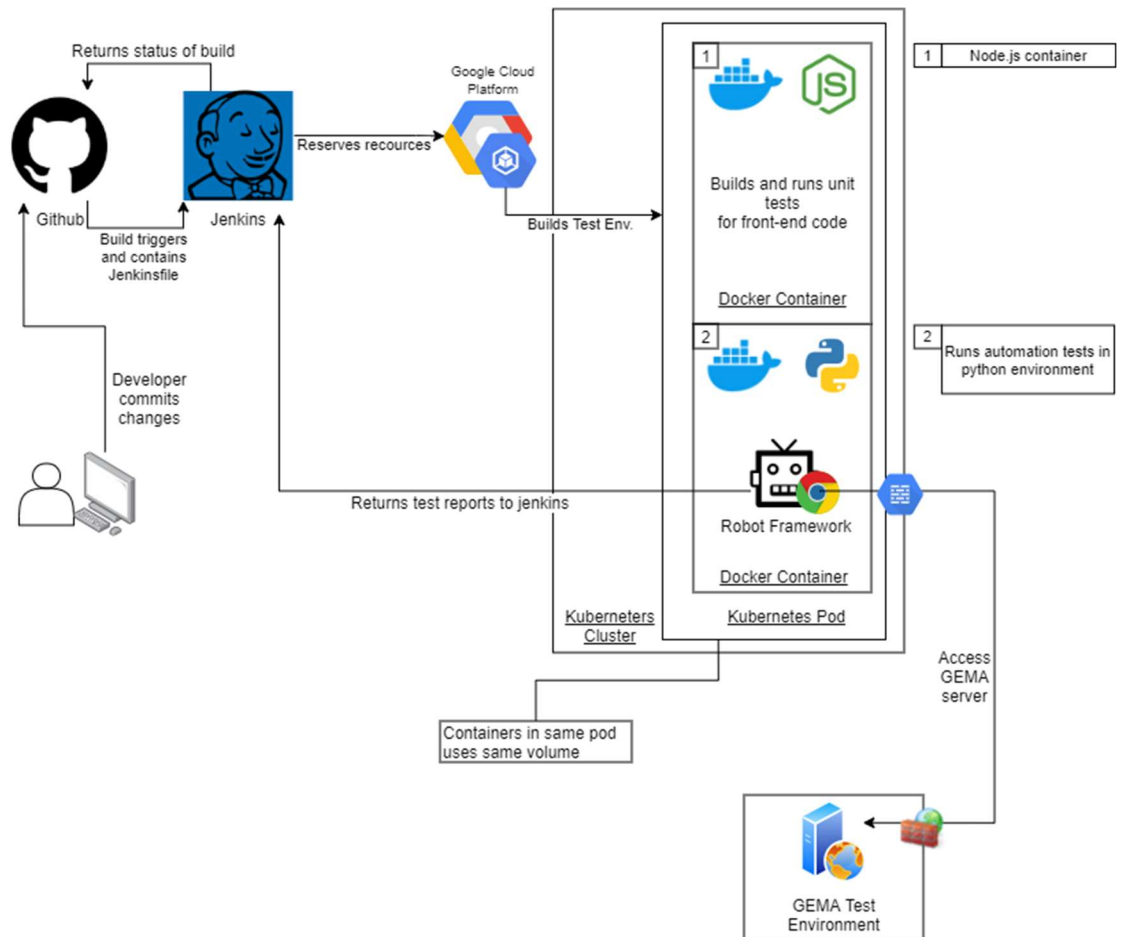 Returns status of build
Github
Jenkins
Build triggers
and contains
Jenkinsfile
Developer
commits
changes
Reserves recources
Google Cloud
Platform
Builds Test Env.
1
JS
Builds and runs unit
tests
for front-end code
Docker Container
2
Robot Framework
Docker Container
Kubernetes Pod
Kuberneters
Cluster
Returns test reports to jenkins
Containers in same pod
uses same volume
1
Node.js container
2
Runs automation tests in
python environment
Access
GEMA
server
GEMA Test
Environment